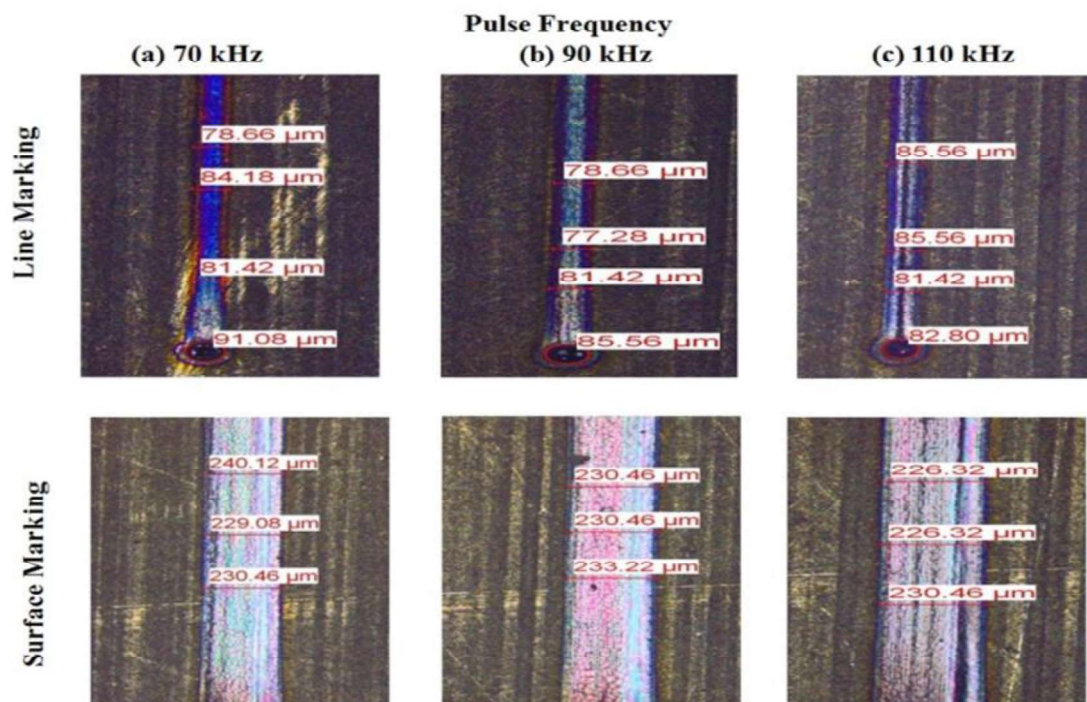 Pulse Frequency
(a) 70 kHz
(b) 90 kHz
(c) 110 kHz
Line Marking
78.66 µm
84.18 µm
81.42 µm
91.08 µm
78.66 µm
77.28 µm
81.42 µm
85.56 µm
85.56 µm
85.56 µm
81.42 µm
82.80 µm
Surface Marking
240.12 µm
229.08 µm
230.46 µm
230.46 µm
230.46 µm
233.22 µm
226.32 µm
226.32 µm
230.46 µm